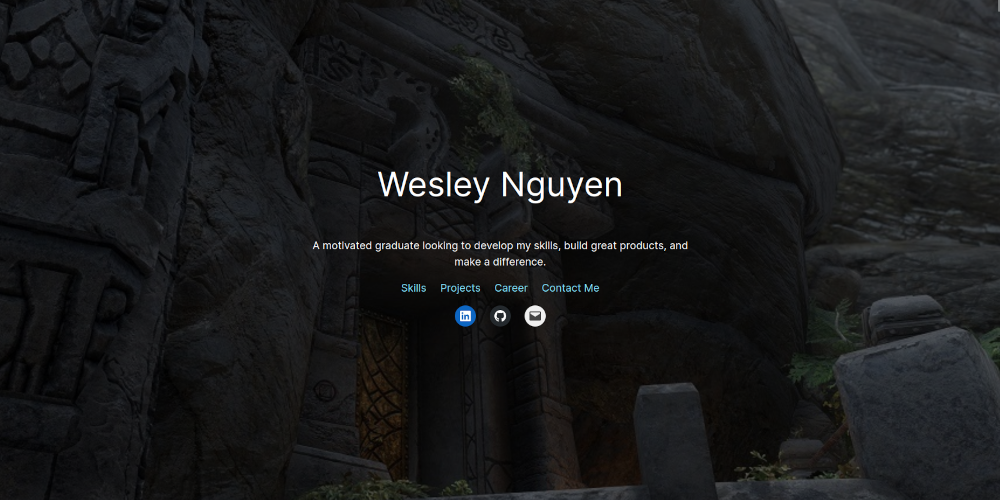 Wesley Nguyen
A motivated graduate looking to develop my skills, build great products, and
make a difference.
Skills Projects Career Contact Me
in